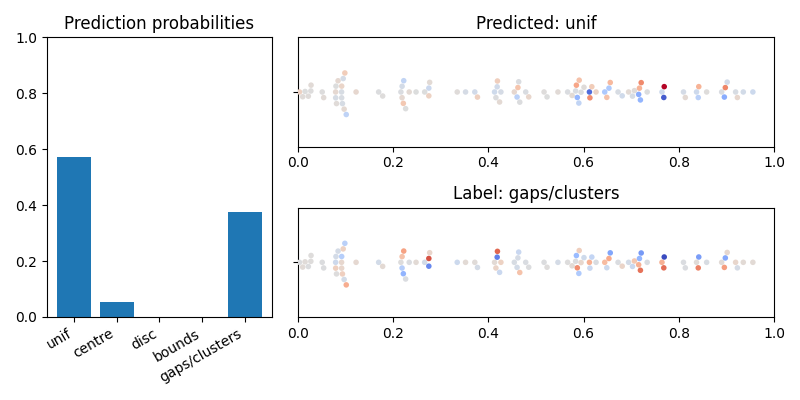 Prediction probabilities
1.0
0.8
0.6
0.4
0.2
0.0
unif
centre
disc
bounds
gaps/clusters
Predicted: unif
0.0 0.2 0.4 0.6 0.8 1.0
Label: gaps/clusters
0.0 0.2 0.4 0.6 0.8 1.0